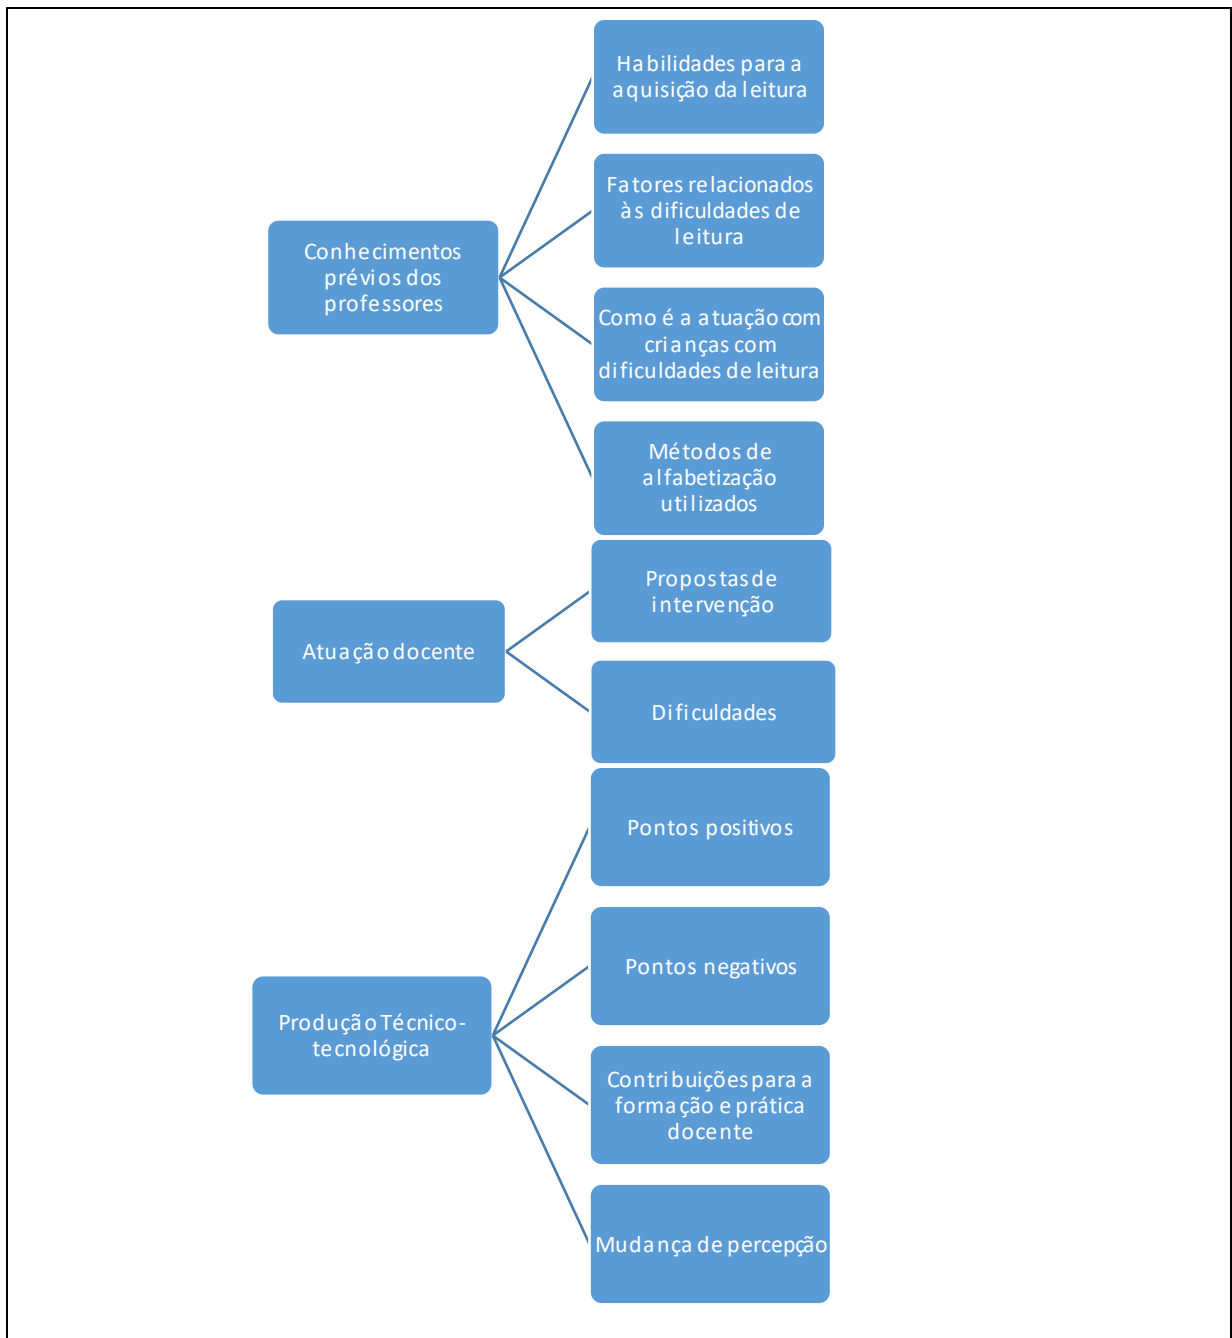 Habilidades para a
aquisição da leitura
Fatores relacionados
às dificuldades de
leitura
Conhecimentos
prévios dos
professores
Como é a atuação com
crianças com
dificuldades de leitura
Métodos de
alfabetização
utilizados
Propostas de
intervenção
Atuação docente
Dificuldades
Pontos positivos
Pontos negativos
Produção Técnico-
tecnológica
Contribuições para a
formação e prática
docente
Mudança de percepção